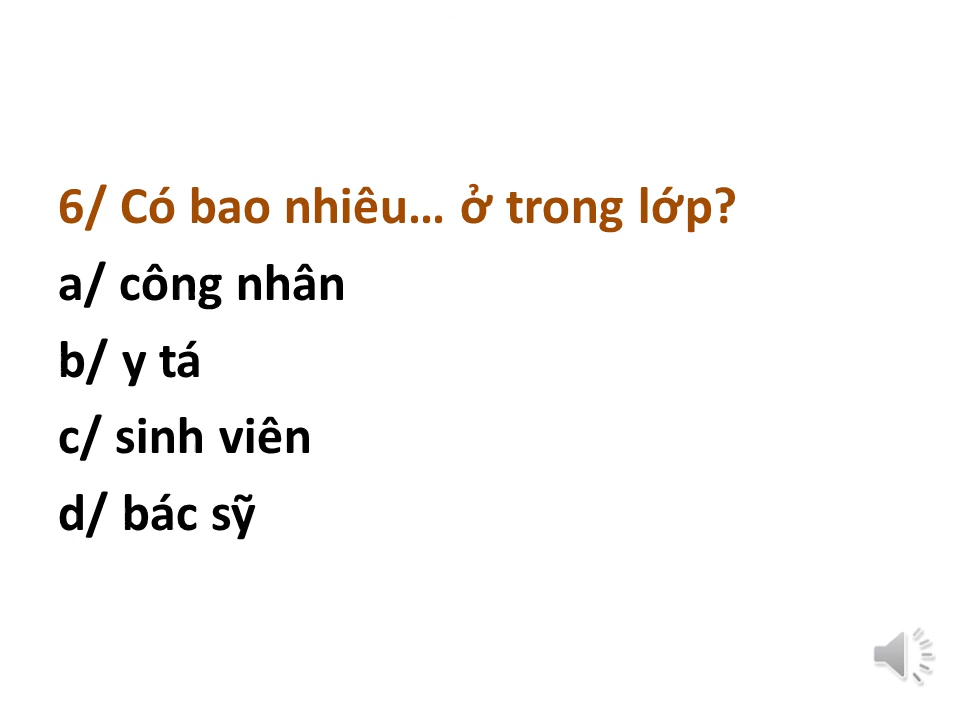 6/ Có bao nhiêu... ở trong lớp?
a/ công nhân
b/ y tá
c/ sinh viên
d/ bác sỹ